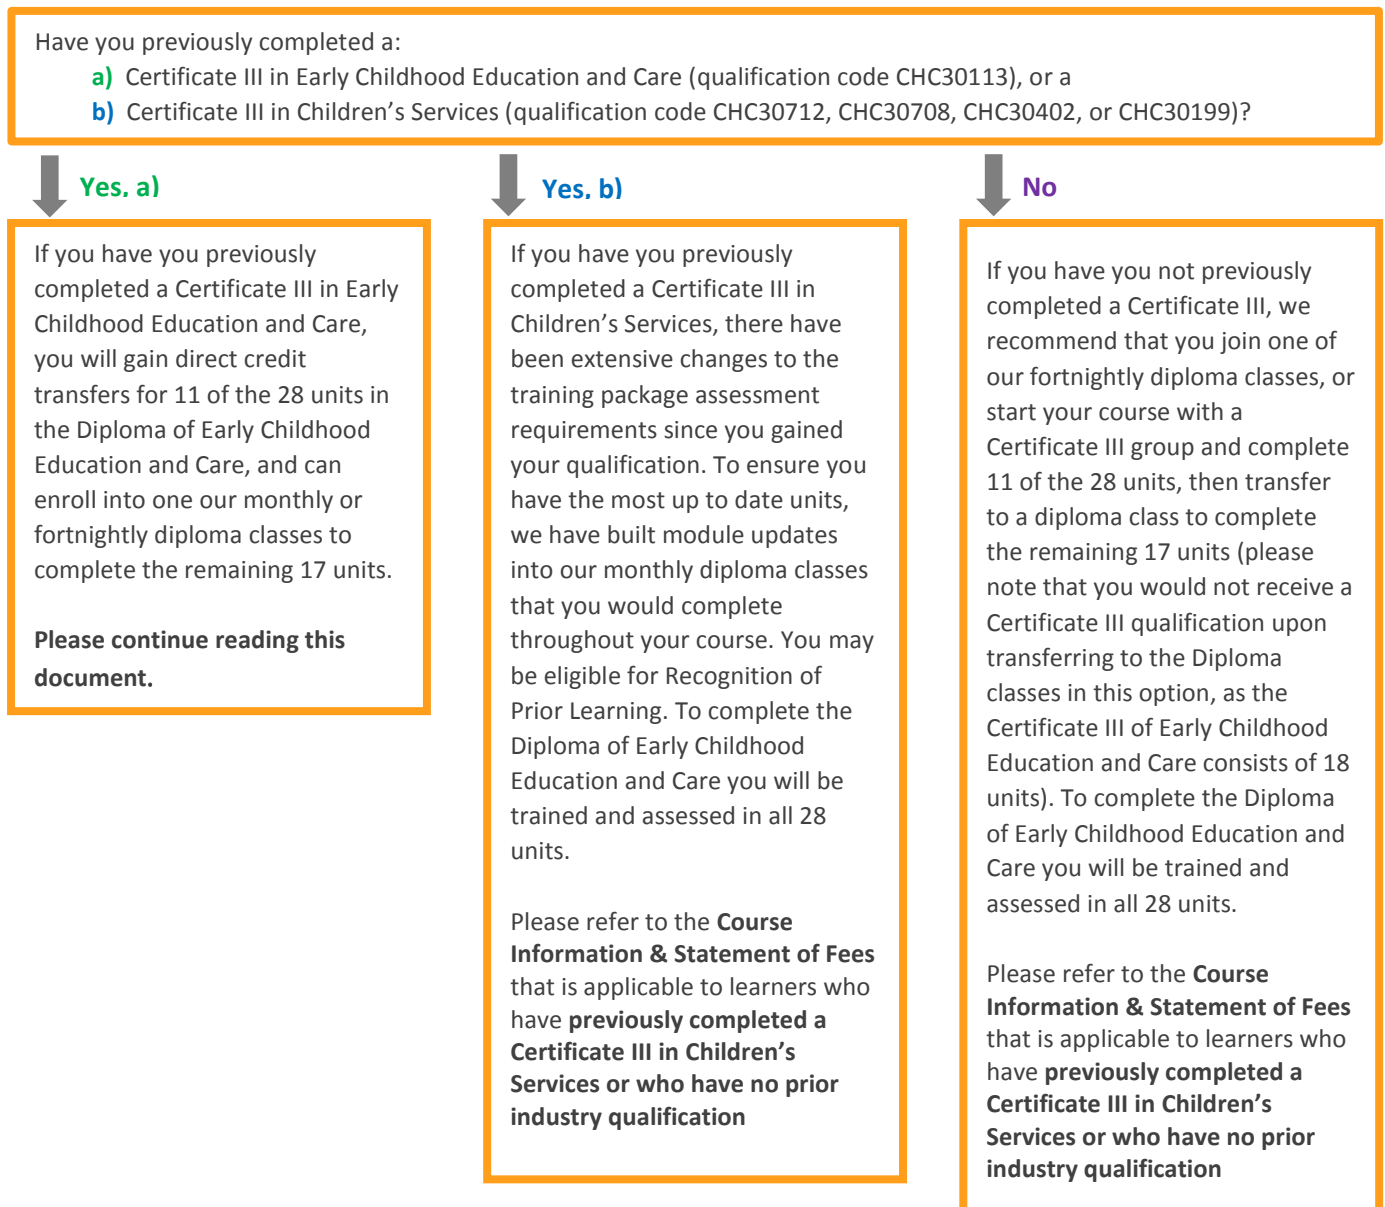 Have you previously completed a:
a) Certificate III in Early Childhood Education and Care (qualification code CHC30113), or a
b) Certificate III in Children’s Services (qualification code CHC30712, CHC30708, CHC30402, or CHC30199)?
Yes, a)
If you have you previously
completed a Certificate III in Early
Childhood Education and Care,
you will gain direct credit
transfers for 11 of the 28 units in
the Diploma of Early Childhood
Education and Care, and can
enroll into one our monthly or
fortnightly diploma classes to
complete the remaining 17 units.
Please continue reading this
document.
Yes, b)
If you have you previously
completed a Certificate III in
Children’s Services, there have
been extensive changes to the
training package assessment
requirements since you gained
your qualification. To ensure you
have the most up to date units,
we have built module updates
into our monthly diploma classes
that you would complete
throughout your course. You may
be eligible for Recognition of
Prior Learning. To complete the
Diploma of Early Childhood
Education and Care you will be
trained and assessed in all 28
units.
Please refer to the Course
Information & Statement of Fees
that is applicable to learners who
have previously completed a
Certificate III in Children’s
Services or who have no prior
industry qualification
No
If you have you not previously
completed a Certificate III, we
recommend that you join one of
our fortnightly diploma classes, or
start your course with a
Certificate III group and complete
11 of the 28 units, then transfer
to a diploma class to complete
the remaining 17 units (please
note that you would not receive a
Certificate III qualification upon
transferring to the Diploma
classes in this option, as the
Certificate III of Early Childhood
Education and Care consists of 18
units). To complete the Diploma
of Early Childhood Education and
Care you will be trained and
assessed in all 28 units.
Please refer to the Course
Information & Statement of Fees
that is applicable to learners who
have previously completed a
Certificate III in Children’s
Services or who have no prior
industry qualification